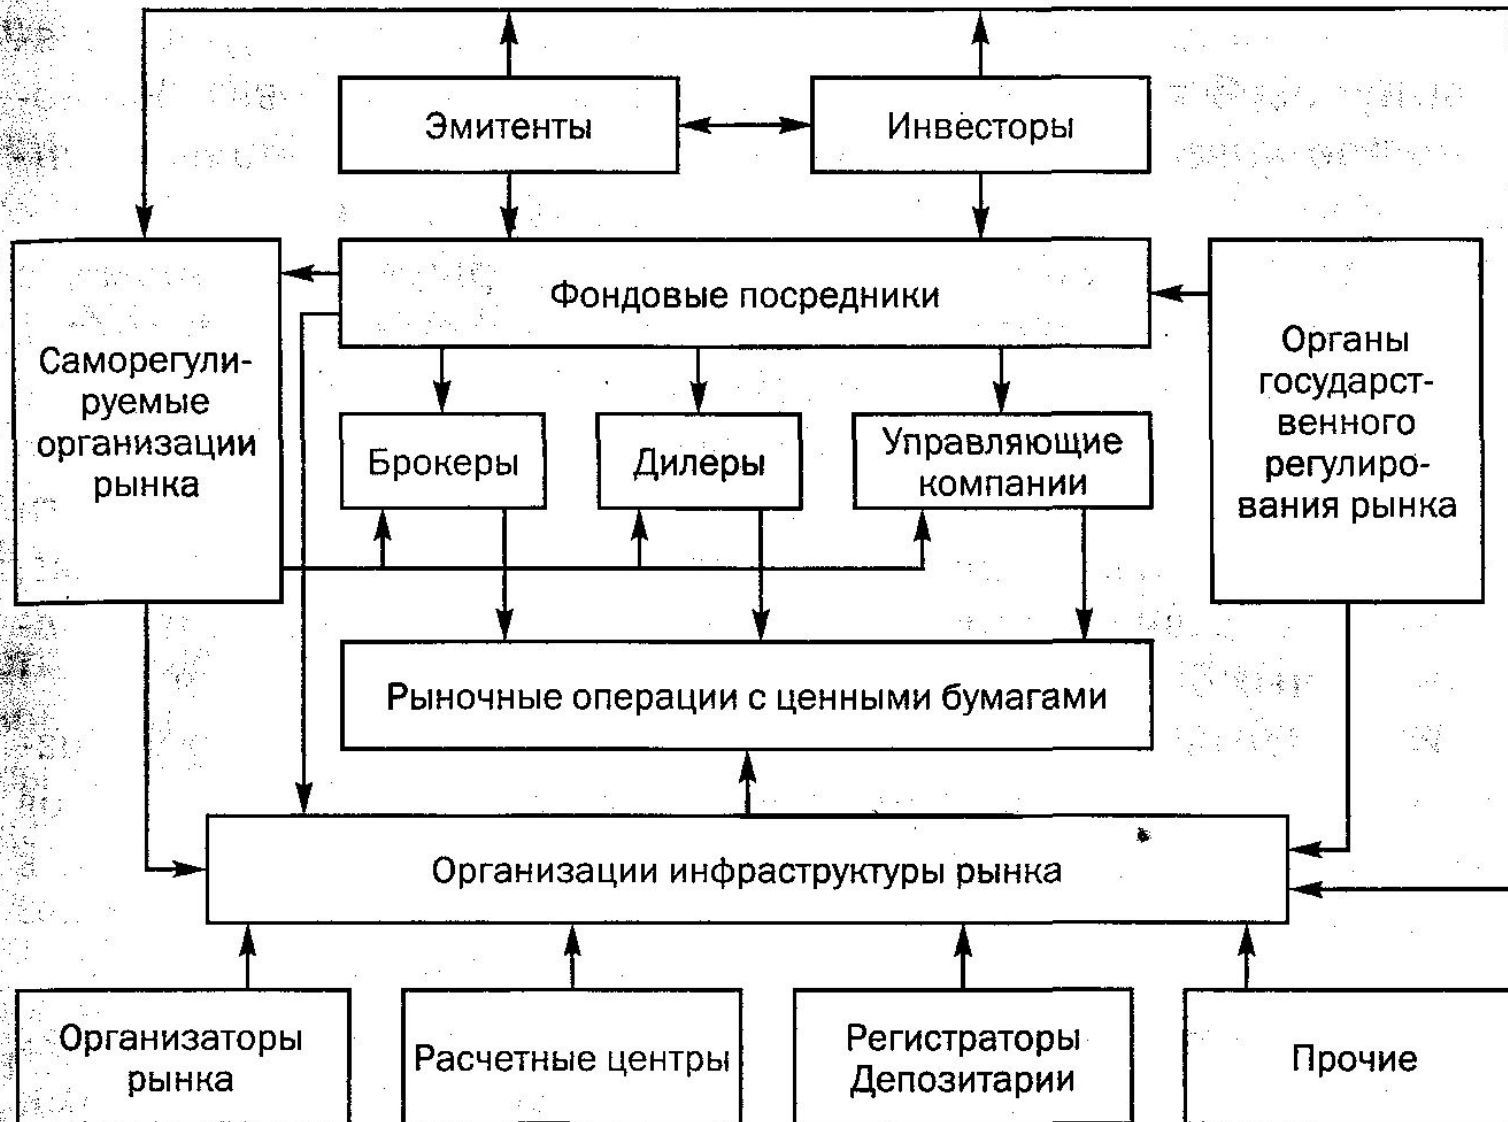 Эмитенты
Инвесторы
Фондовые посредники
Саморегули-
руемые
организации
рынка
Органы
государст-
венного
регулиро-
вания рынка
Брокеры
Дилеры
Управляющие
компании
Рыночные операции с ценными бумагами
Организации инфраструктуры рынка
Организаторы
рынка
Расчетные центры
Регистраторы
Депозитарии
Прочие